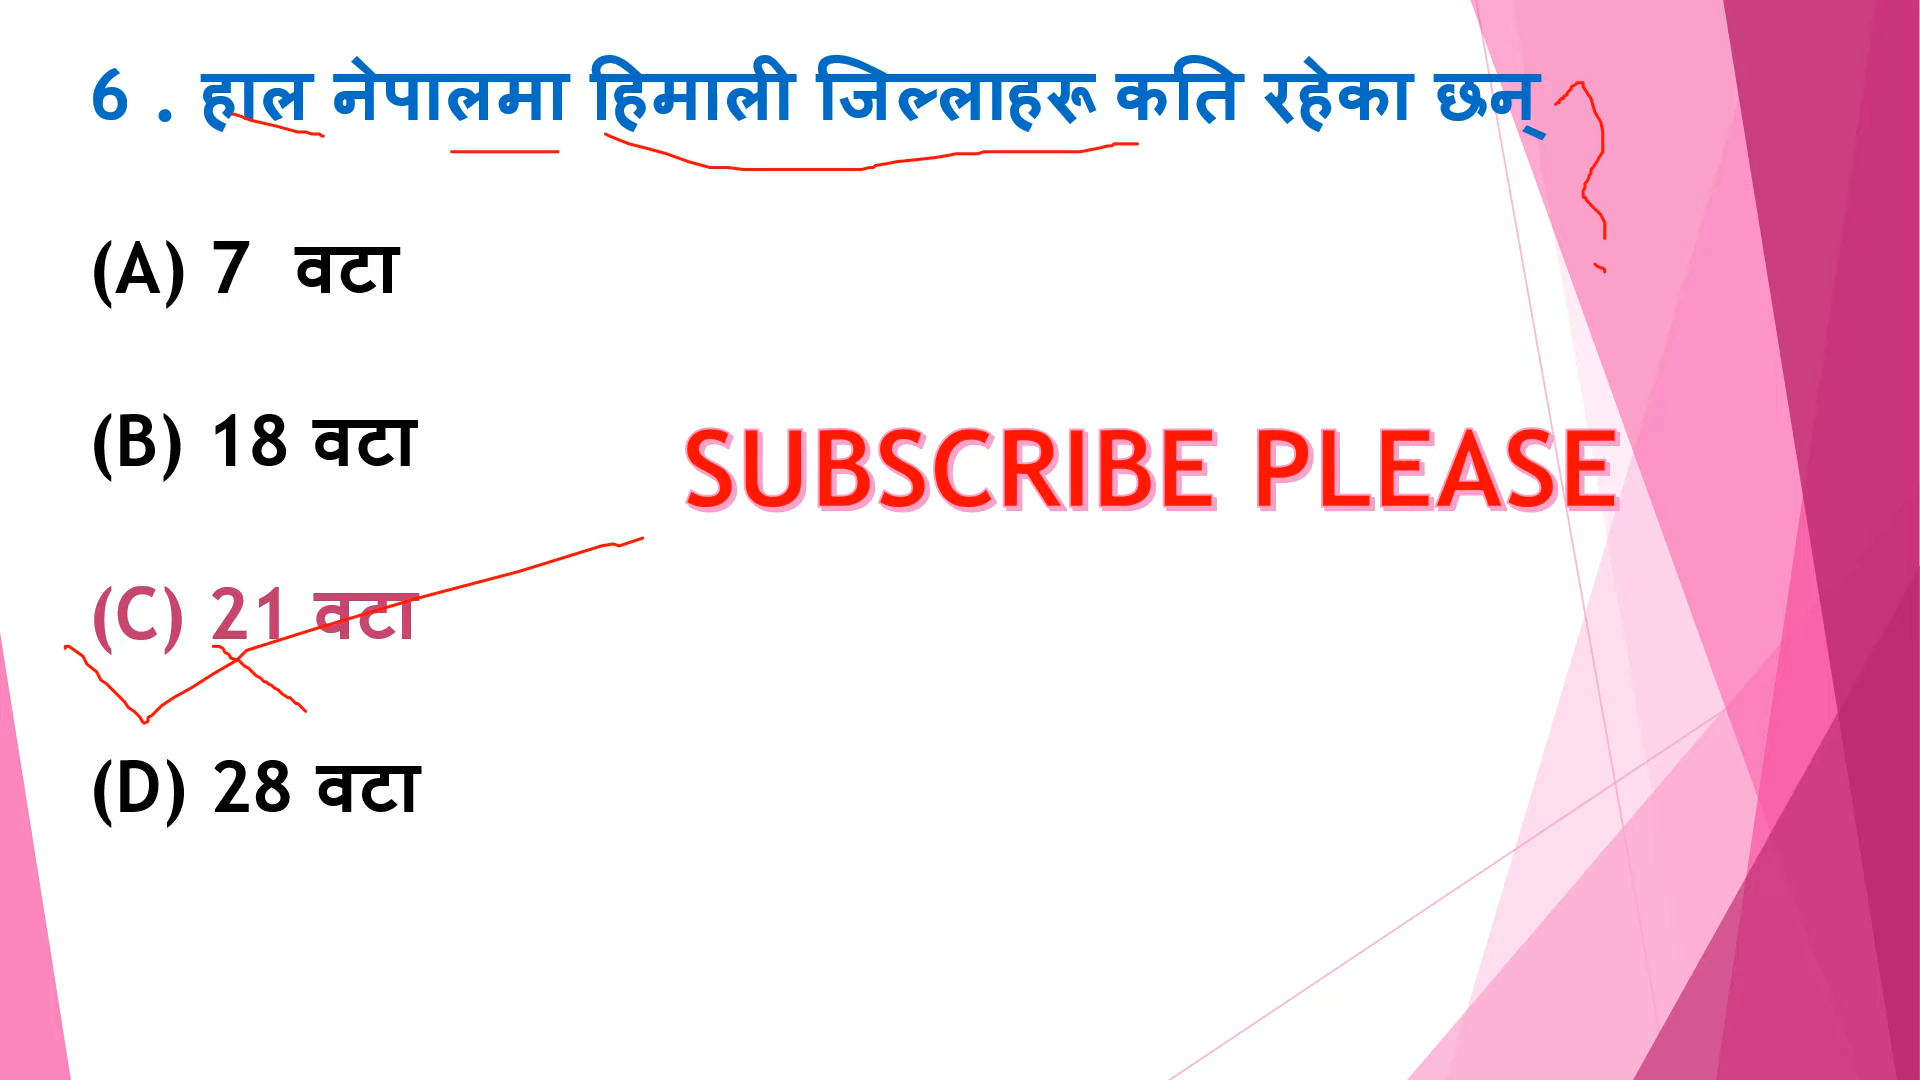 6 . हाल नेपालमा हिमाली जिल्लाहरू कति रहेका छन्
(A) 7 वटा
(B) 18 वटा
SUBSCRIBE PLEASE
(C) 21 वटा
(D) 28 वटा